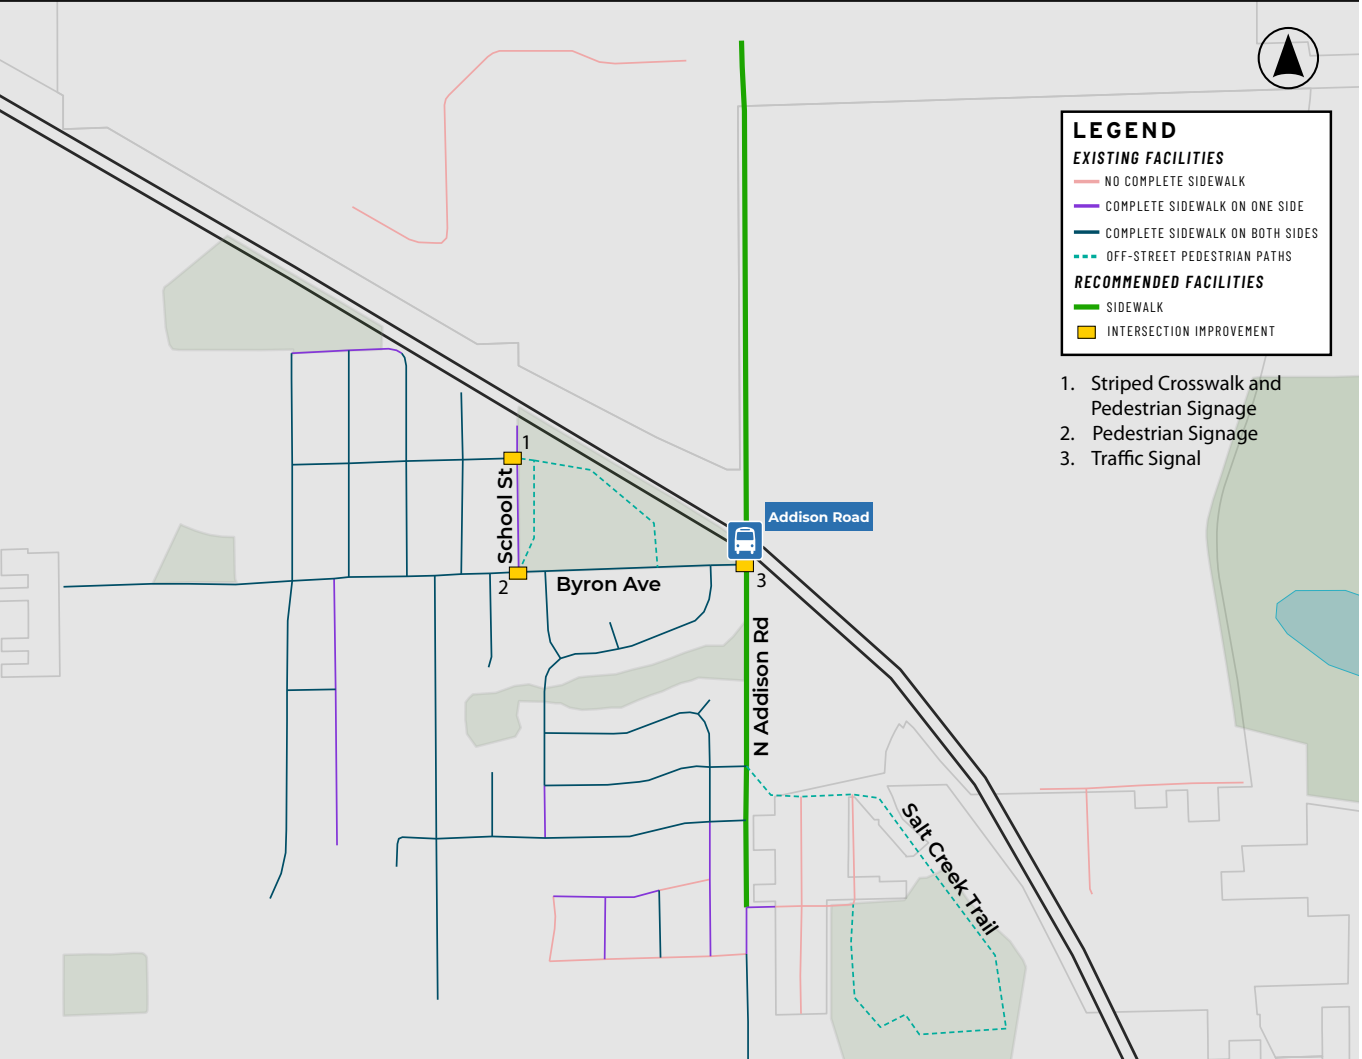 LEGEND
EXISTING FACILITIES
NO COMPLETE SIDEWALK
COMPLETE SIDEWALK ON ONE SIDE
COMPLETE SIDEWALK ON BOTH SIDES
OFF-STREET PEDESTRIAN PATHS
RECOMMENDED FACILITIES
SIDEWALK
INTERSECTION IMPROVEMENT
1. Striped Crosswalk and
Pedestrian Signage
2. Pedestrian Signage
3. Traffic Signal
1
School St
Addison Road
2
Byron Ave
3
N Addison Rd
Salt Creek Trail